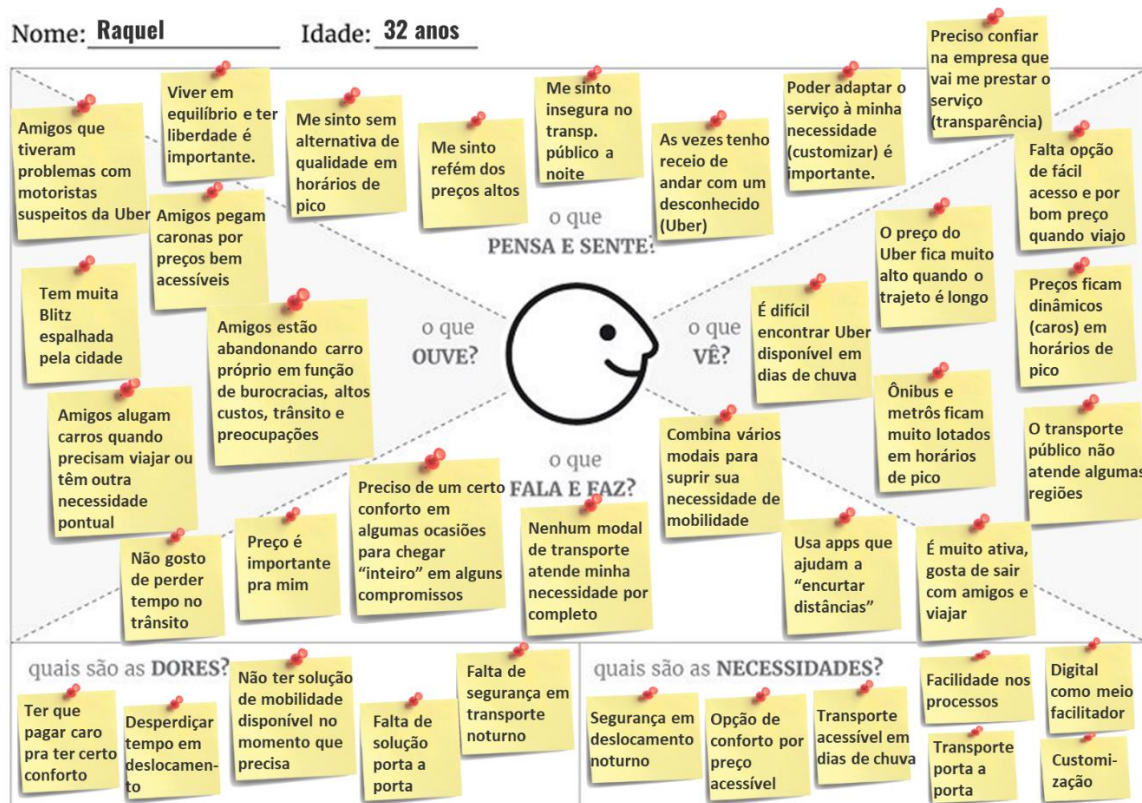 Nome: Raquel
Idade: 32 anos
Amigos que
tiveram
problemas com
motoristas
suspeitos da Uber
Viver em
equilíbrio e ter
liberdade é
importante.
Me sinto sem
alternativa de
qualidade em
horários de
pico
Me sinto
refém dos
preços altos
Me sinto
insegura no
transp.
público a
noite
As vezes tenho
receio de
andar com um
desconhecido
(Uber)
Poder adaptar o
serviço à minha
necessidade
(customizar) é
importante.
Preciso confiar
na empresa que
vai me prestar o
serviço
(transparência)
o que
PENSA E SENTE?
Amigos pegam
caronas por
preços bem
acessíveis
Tem muita
Blitz
espalhada
pela cidade
Amigos estão
abandonando carro
próprio em função
de burocracias, altos
custos, trânsito e
preocupações
Amigos alugam
carros quando
precisam viajar ou
têm outra
necessidade
pontual
o que
OUVE?
o que
VÊ?
Falta opção
de fácil
acesso e por
bom preço
quando viajo
O preço do
Uber fica muito
alto quando o
trajeto é longo
É difícil
encontrar Uber
disponível em
dias de chuva
Preços ficam
dinâmicos
(caros) em
horários de
pico
Ônibus e
metrôs ficam
muito lotados
em horários
de pico
O transporte
público não
atende algumas
regiões
o que
FALA E FAZ?
Não gosto
de perder
tempo no
trânsito
Preço é
importante
pra mim
Preciso de um certo
conforto em
algumas ocasiões
para chegar
“inteiro” em alguns
compromissos
Nenhum modal
de transporte
atende minha
necessidade por
completo
Combina vários
modais para
suprir sua
necessidade de
mobilidade
Usa apps que
ajudam a
“encurtar
distâncias”
É muito ativa,
gosta de sair
com amigos e
viajar
quais são as DORES?
Ter que
pagar caro
pra ter certo
conforto
Desperdiçar
tempo em
deslocamen-
to
Não ter solução
de mobilidade
disponível no
momento que
precisa
Falta de
solução
porta a
porta
Falta de
segurança em
transporte
noturno
quais são as NECESSIDADES?
Segurança em
deslocamento
noturno
Opção de
conforto por
preço
acessível
Transporte
acessível em
dias de chuva
Facilidade nos
processos
Transporte
porta a
porta
Digital
como meio
facilitador
Customi-
zação